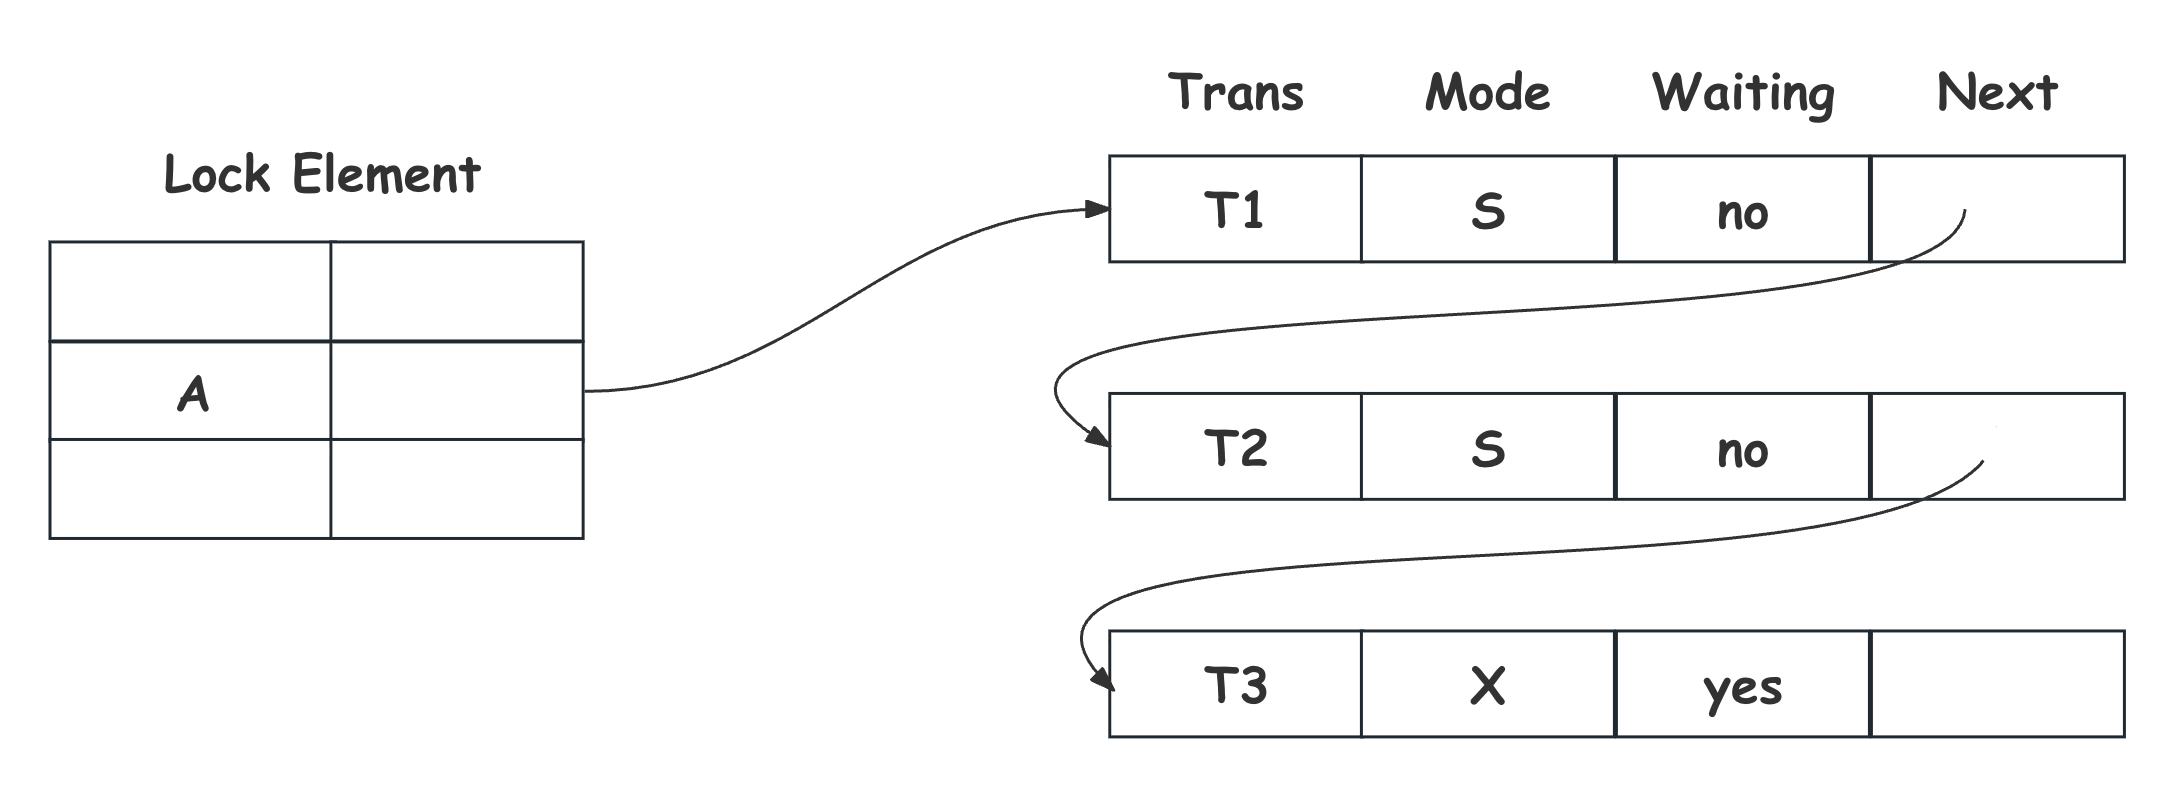 Lock Element
A
Trans Mode Waiting Next
T1 S no
T2 S no
T3 X yes